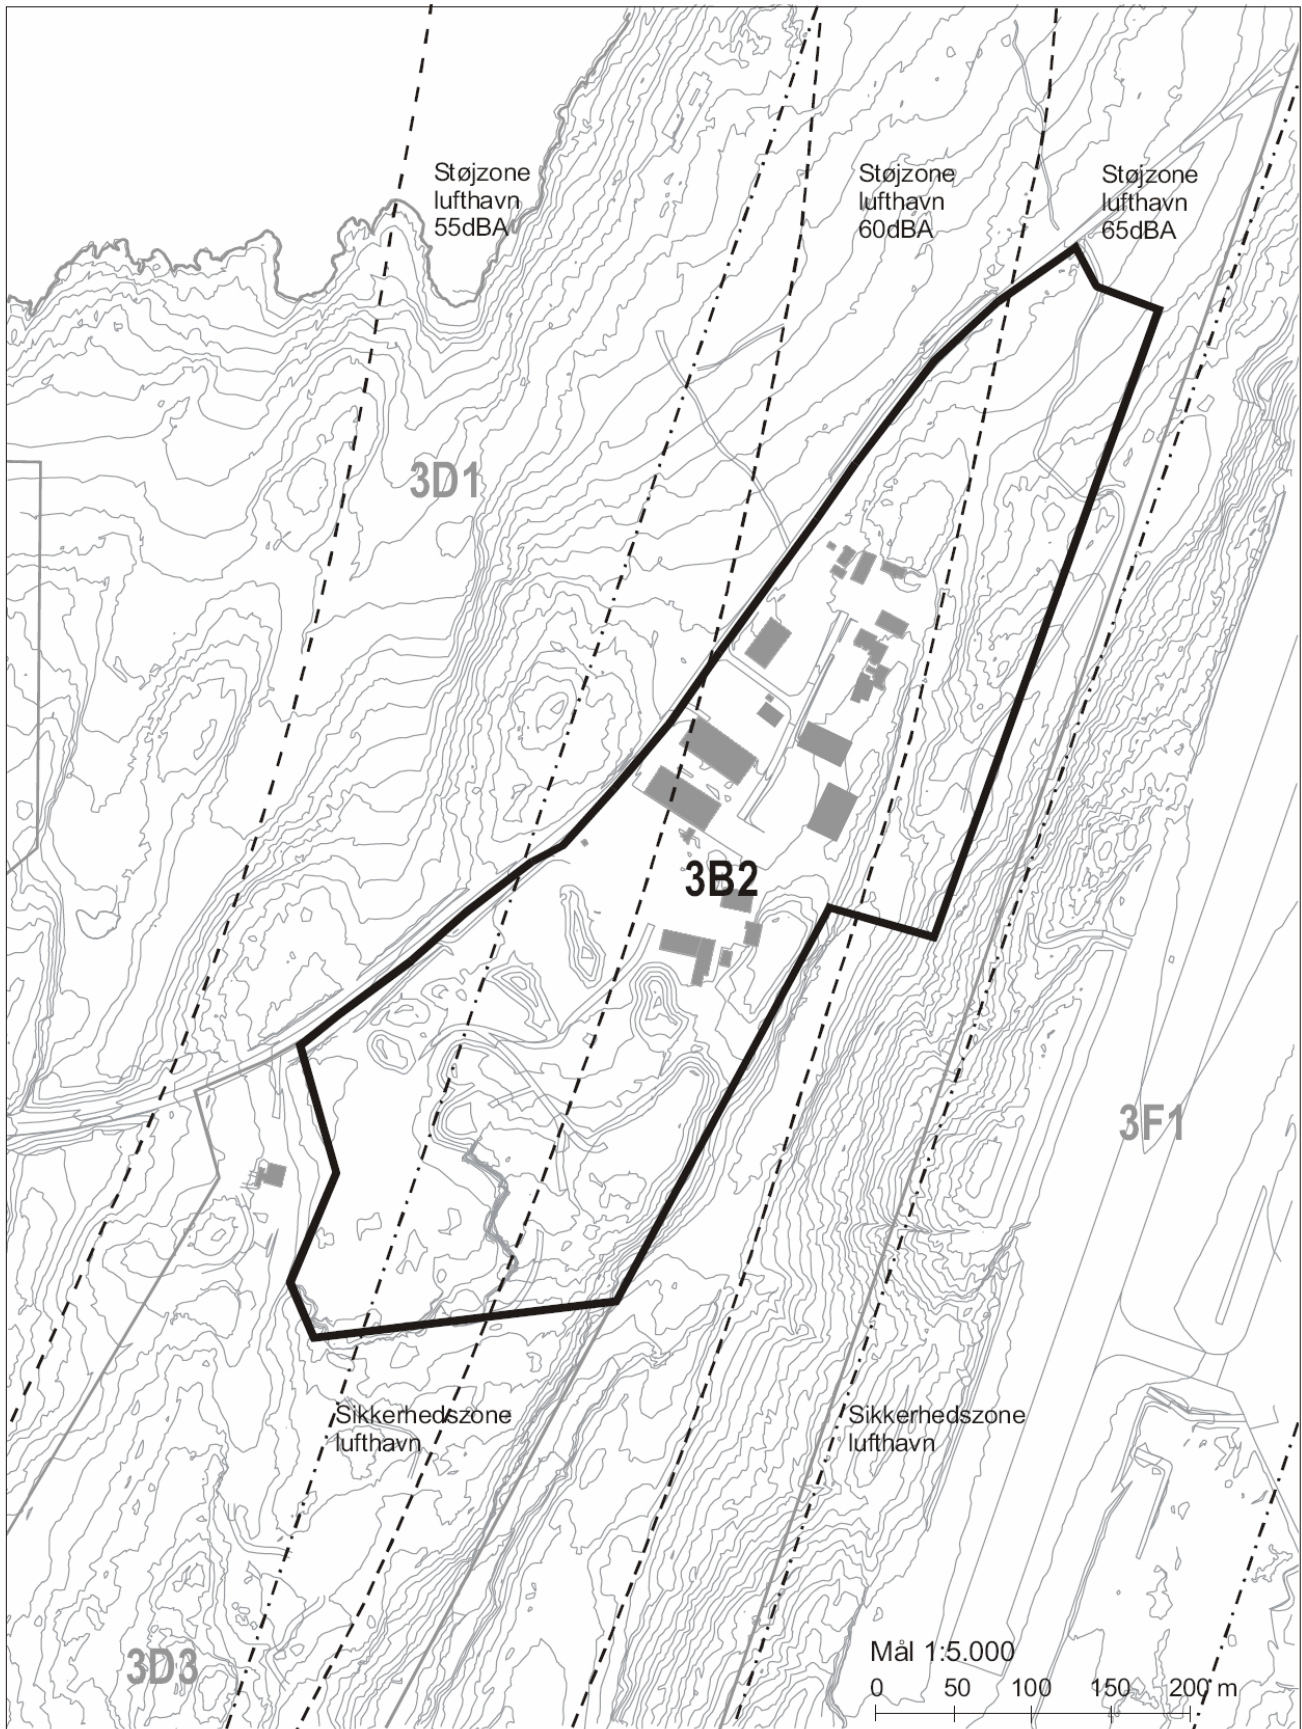 Støjzone
lufthavn
55dBA
Støjzone
lufthavn
60dBA
Støjzone
lufthavn
65dBA
3D1
3B2
3F1
Sikkerhedszone
lufthavn
Sikkerhedszone
lufthavn
3D3
Mål 1:5.000
0 50 100 150 200 m